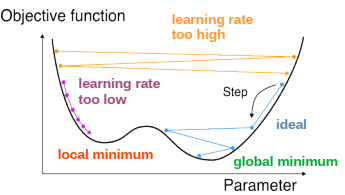 Objective function
learning rate
too high
learning rate
too low
Step
ideal
local minimum
global minimum
Parameter